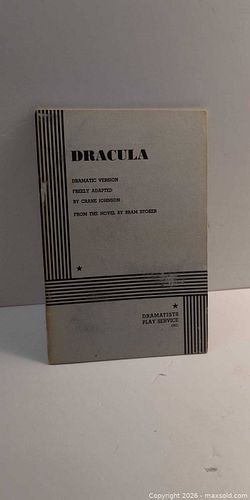 DRACULA
DRAMATIC VERSION
FREELY ADAPTED
BY CRANE JOHNSON
FROM THE NOVEL BY BRAM STOKER
DRAMATISTS
PLAY SERVICE
INC.
Copyright © 2026 - maxsold.com